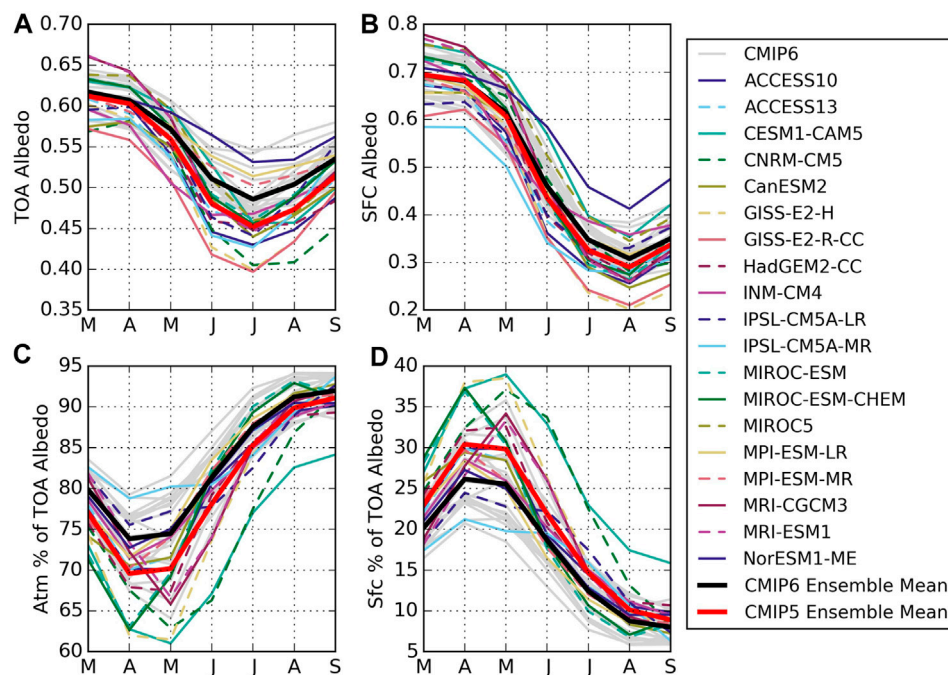 A
TOA Albedo
0.70
0.65
0.60
0.55
0.50
0.45
0.40
0.35
M A M J J A S
B
SFC Albedo
0.8
0.7
0.6
0.5
0.4
0.3
0.2
M A M J J A S
C
Atm % of TOA Albedo
95
90
85
80
75
70
65
60
M A M J J A S
D
Sfc % of TOA Albedo
40
35
30
25
20
15
10
5
M A M J J A S
CMIP6
ACCESS10
ACCESS13
CESM1-CAM5
CNRM-CM5
CanESM2
GISS-E2-H
GISS-E2-R-CC
HadGEM2-CC
INM-CM4
IPSL-CM5A-LR
IPSL-CM5A-MR
MIROC-ESM
MIROC-ESM-CHEM
MIROC5
MPI-ESM-LR
MPI-ESM-MR
MRI-CGCM3
MRI-ESM1
NorESM1-ME
CMIP6 Ensemble Mean
CMIP5 Ensemble Mean